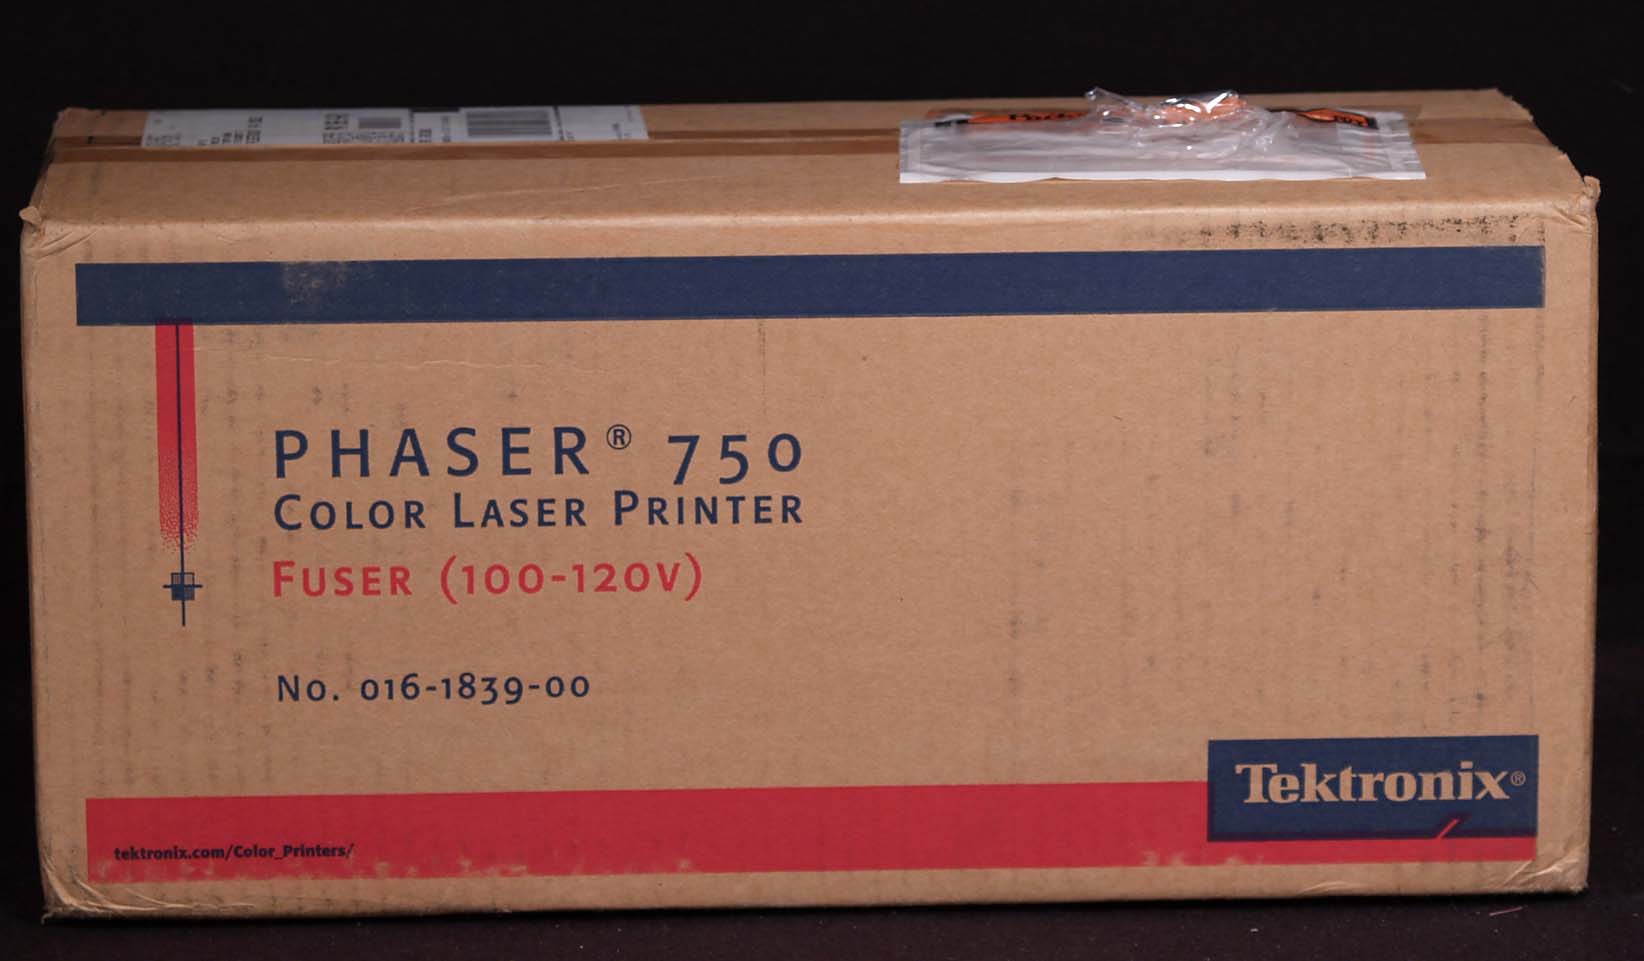 PHASER® 750
COLOR LASER PRINTER
FUSER (100-120V)
No. 016-1839-00
Tektronix®
tektronix.com/Color_Printers/